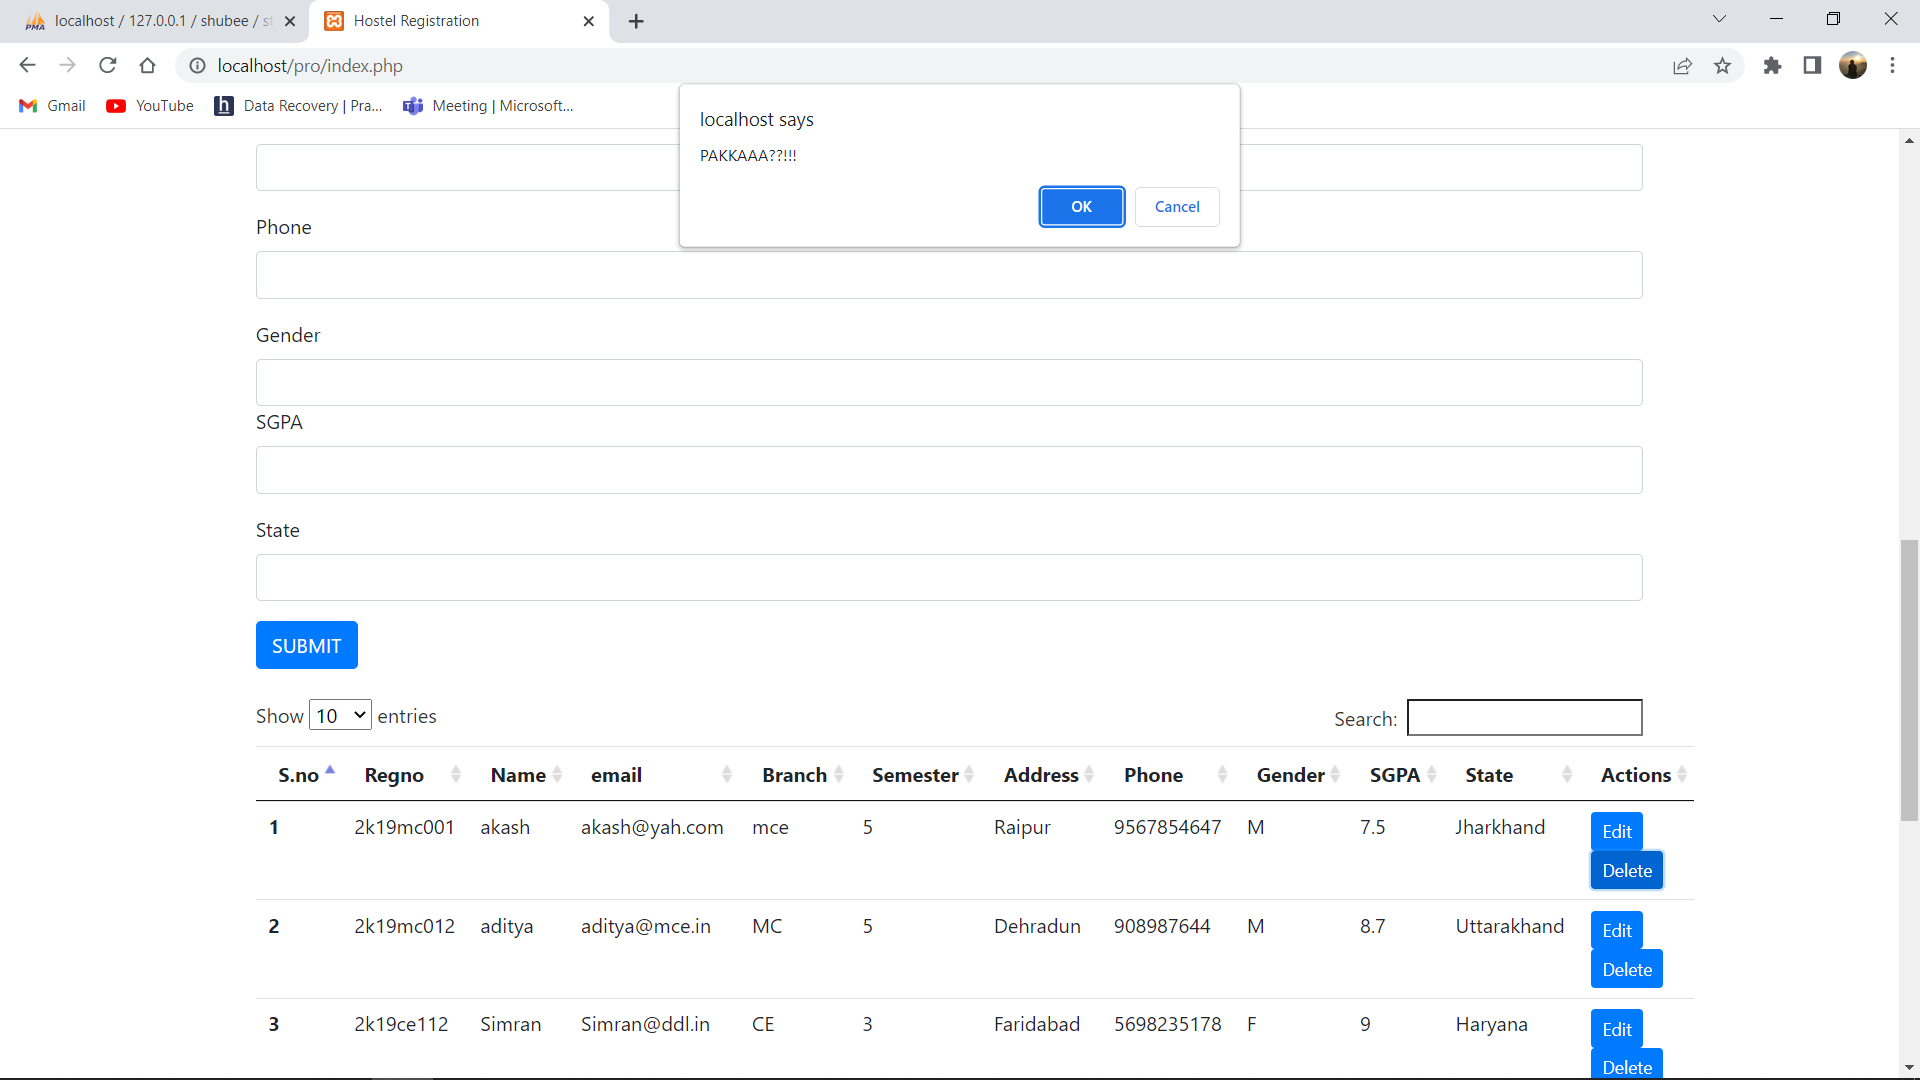 localhost / 127.0.0.1 / shubee / st
Hostel Registration
localhost/pro/index.php
Gmail YouTube Data Recovery | Pra... Meeting | Microsoft...
localhost says
PAKKAAA??!!!
OK Cancel
Phone
Gender
SGPA
State
SUBMIT
Show 10 entries Search:
S.no Regno Name email Branch Semester Address Phone Gender SGPA State Actions
1 2k19mc001 akash akash@yah.com mce 5 Raipur 9567854647 M 7.5 Jharkhand Edit
Delete
2 2k19mc012 aditya aditya@mce.in MC 5 Dehradun 908987644 M 8.7 Uttarakhand Edit
Delete
3 2k19ce112 Simran Simran@ddl.in CE 3 Faridabad 5698235178 F 9 Haryana Edit
Delete